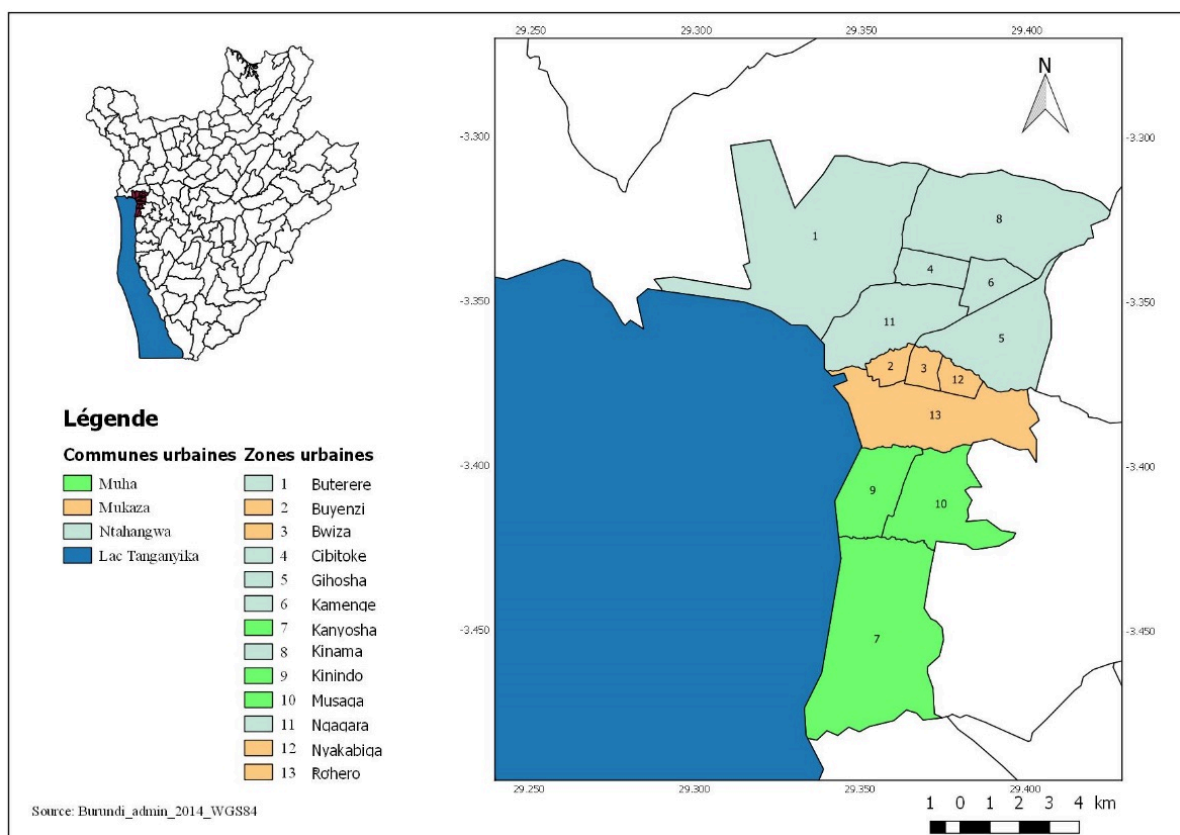 29.250 29.300 29.350 29.400
N
-3.300 -3.300
1
8
4
6
-3.350 -3.350
11
5
2
3
12
13
-3.400 -3.400
9
10
-3.450 -3.450
7
29.250 29.300 29.350 29.400
1 0 1 2 3 4 km
Légende
Communes urbaines
Muha
Mukaza
Ntahangwa
Lac Tanganyika
Zones urbaines
1 Buterere
2 Buyenzi
3 Bwiza
4 Cibitoke
5 Gihosha
6 Kamenge
7 Kanyosha
8 Kinama
9 Kinindo
10 Musaga
11 Ngagara
12 Nyakabiga
13 Rohero
Source: Burundi_admin_2014_WGS84